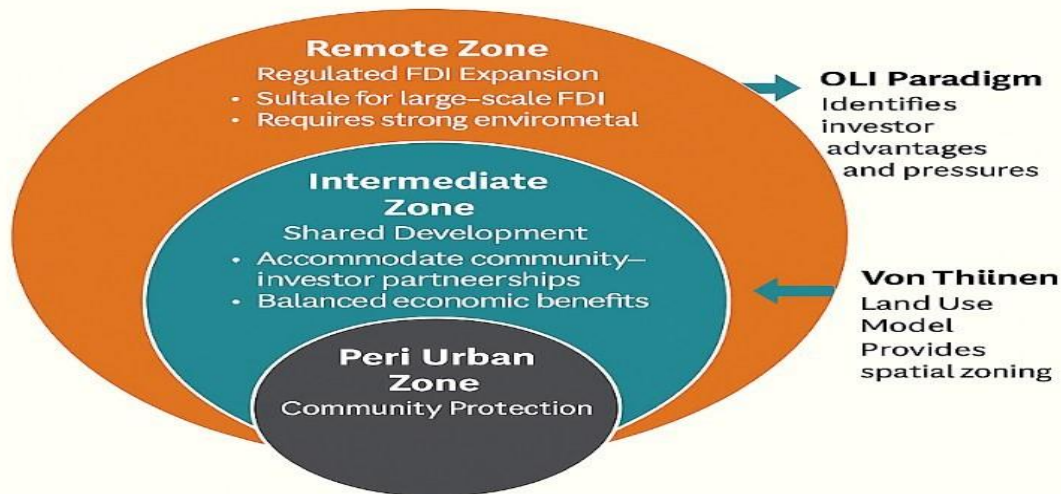 Remote Zone
Regulated FDI Expansion
• Sultale for large-scale FDI
• Requires strong envirometal
Intermediate
Zone
Shared Development
• Accommodate community–
investor partnerships
• Balanced economic benefits
Peri Urban
Zone
Community Protection
OLI Paradigm
Identifies
investor
advantages
and pressures
Von Thiinen
Land Use
Model
Provides
spatial zoning